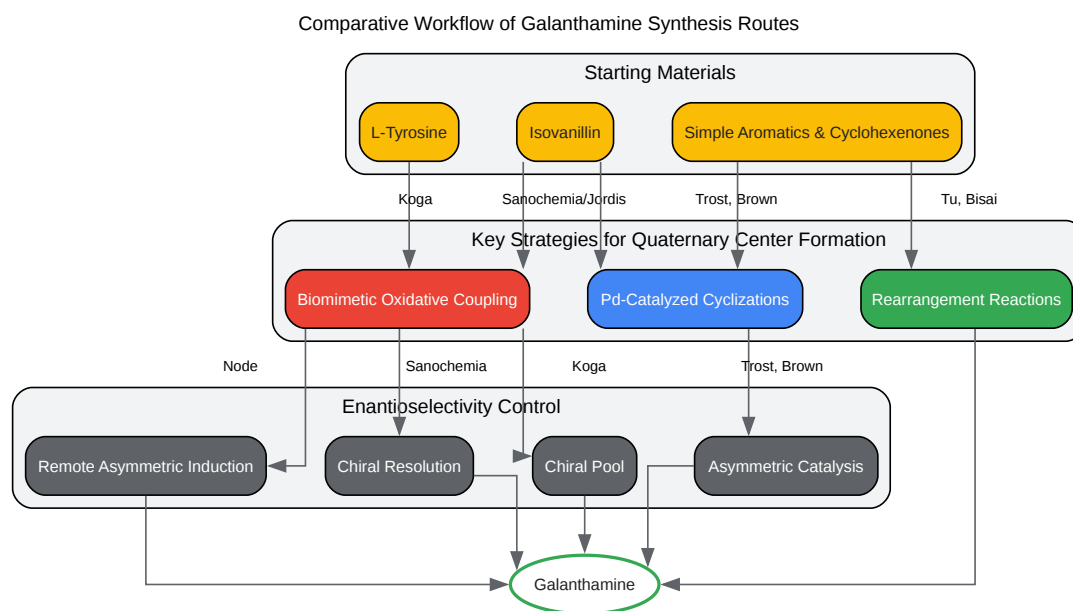 Comparative Workflow of Galanthamine Synthesis Routes
Starting Materials
L-Tyrosine
Isovanillin
Simple Aromatics & Cyclohexenones
Koga
Sanochemia/Jordis
Trost, Brown
Tu, Bisai
Key Strategies for Quaternary Center Formation
Biomimetic Oxidative Coupling
Pd-Catalyzed Cyclizations
Rearrangement Reactions
Node
Sanochemia
Koga
Trost, Brown
Enantioselectivity Control
Remote Asymmetric Induction
Chiral Resolution
Chiral Pool
Asymmetric Catalysis
Galanthamine